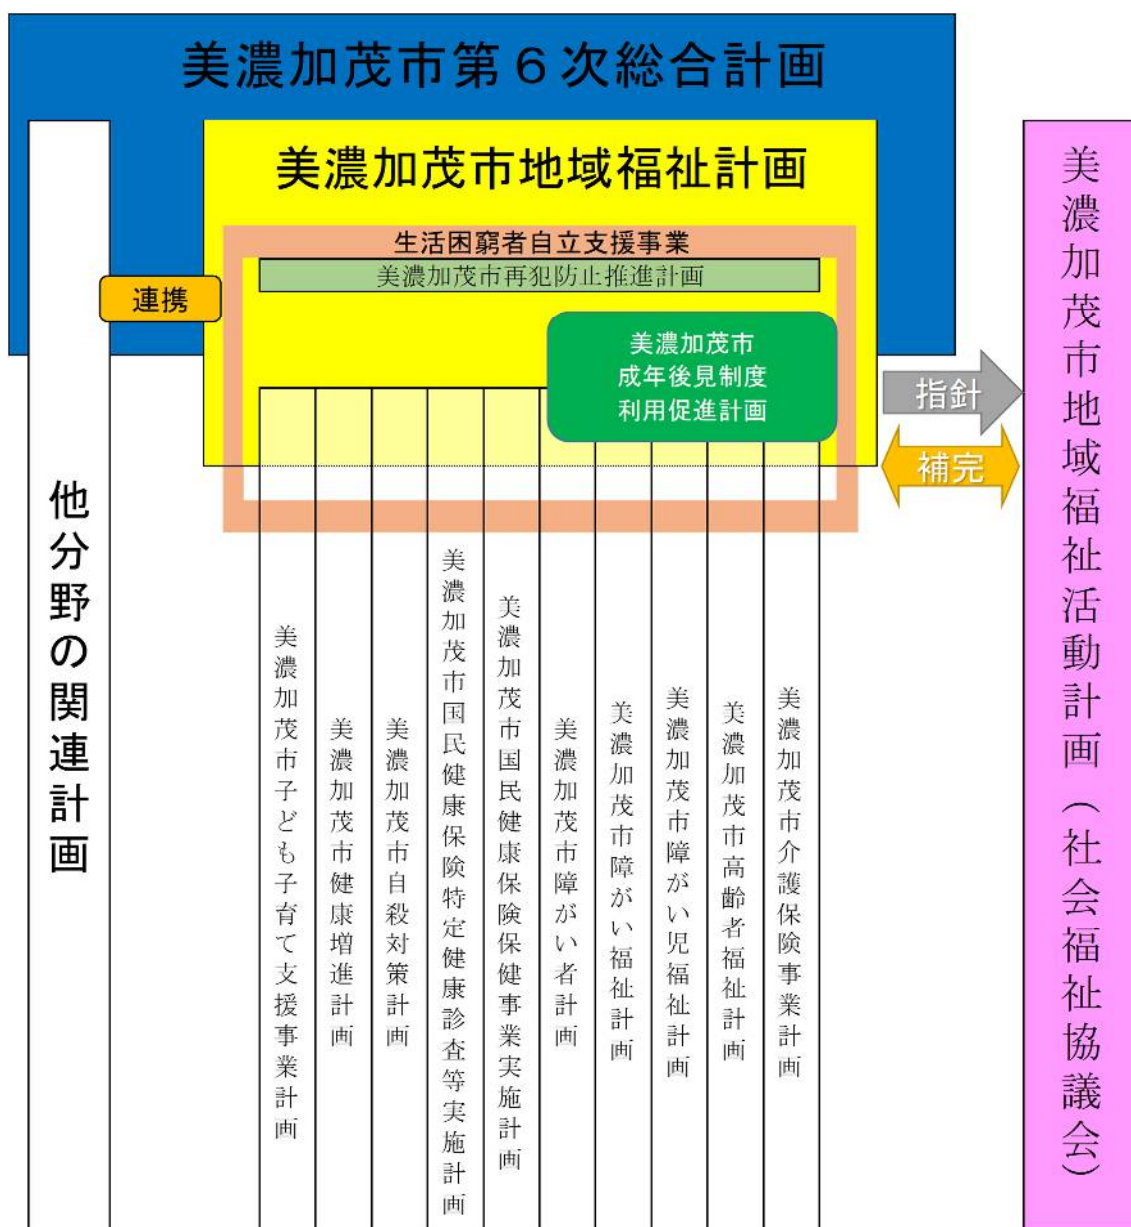 美濃加茂市第６次総合計画
美濃加茂市地域福祉計画
生活困窮者自立支援事業
美濃加茂市再犯防止推進計画
連携
美濃加茂市
成年後見制度
利用促進計画
指針
補完
他分野の関連計画
美濃加茂市子ども子育て支援事業計画
美濃加茂市健康増進計画
美濃加茂市自殺対策計画
美濃加茂市国民健康保険特定健康診査等実施計画
美濃加茂市国民健康保険保健事業実施計画
美濃加茂市障がい者計画
美濃加茂市障がい福祉計画
美濃加茂市障がい児福祉計画
美濃加茂市高齢者福祉計画
美濃加茂市介護保険事業計画
美濃加茂市地域福祉活動計画（社会福祉協議会）